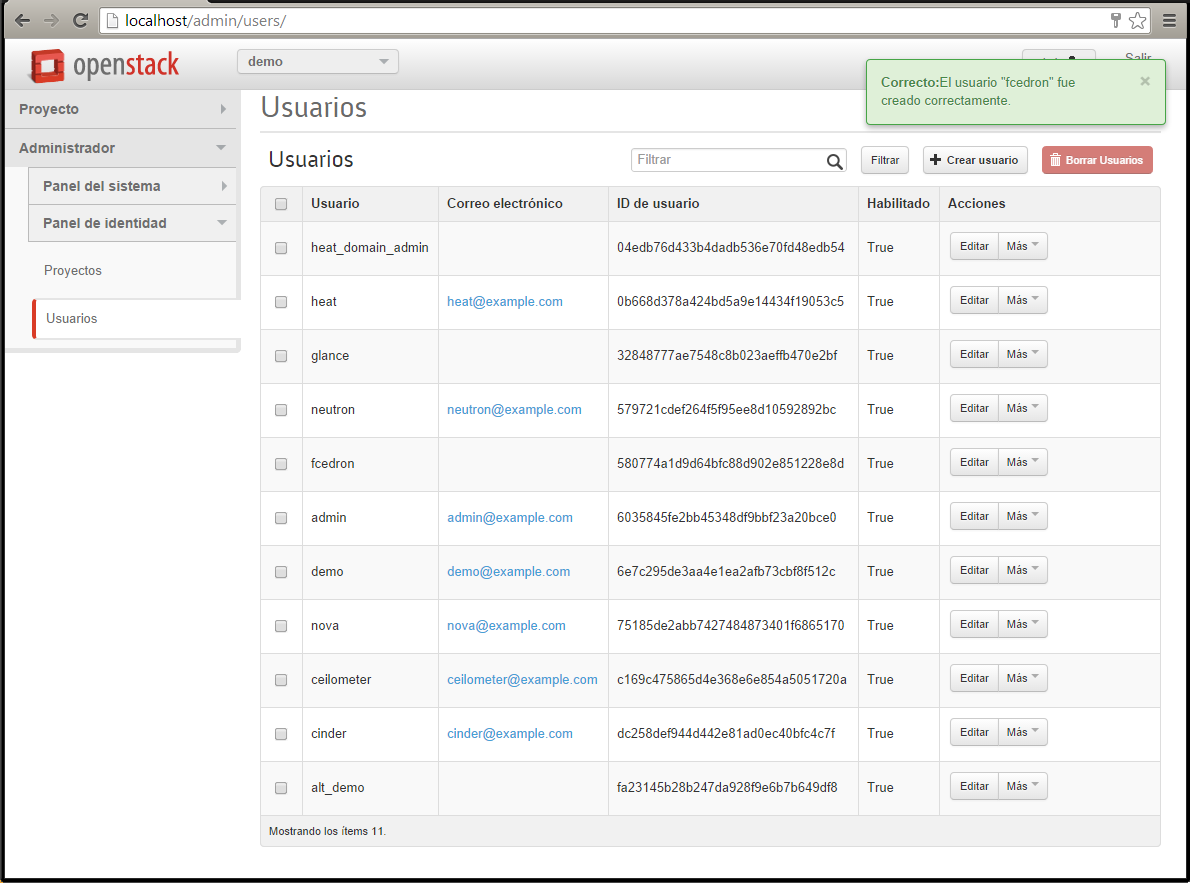 localhost/admin/users/
openstack
demo
Salir
Correcto:El usuario "fcedron" fue
creado correctamente.
×
Proyecto
Administrador
Panel del sistema
Panel de identidad
Proyectos
Usuarios
Usuarios
Usuarios
Filtrar
Filtrar
Crear usuario
Borrar Usuarios
Usuario Correo electrónico ID de usuario Habilitado Acciones
heat_domain_admin 04edb76d433b4dadb536e70fd48edb54 True Editar Más
heat heat@example.com 0b668d378a424bd5a9e14434f19053c5 True Editar Más
glance 32848777ae7548c8b023aeffb470e2bf True Editar Más
neutron neutron@example.com 579721cdef264f5f95ee8d10592892bc True Editar Más
fcedron 580774a1d9d64bfc88d902e851228e8d True Editar Más
admin admin@example.com 6035845fe2bb45348df9bbf23a20bce0 True Editar Más
demo demo@example.com 6e7c295de3aa4e1ea2afb73cbf8f512c True Editar Más
nova nova@example.com 75185de2abb7427484873401f6865170 True Editar Más
ceilometer ceilometer@example.com c169c475865d4e368e6e854a5051720a True Editar Más
cinder cinder@example.com dc258def944d442e81ad0ec40bfc4c7f True Editar Más
alt_demo fa23145b28b247da928f9e6b7b649df8 True Editar Más
Mostrando los ítems 11.